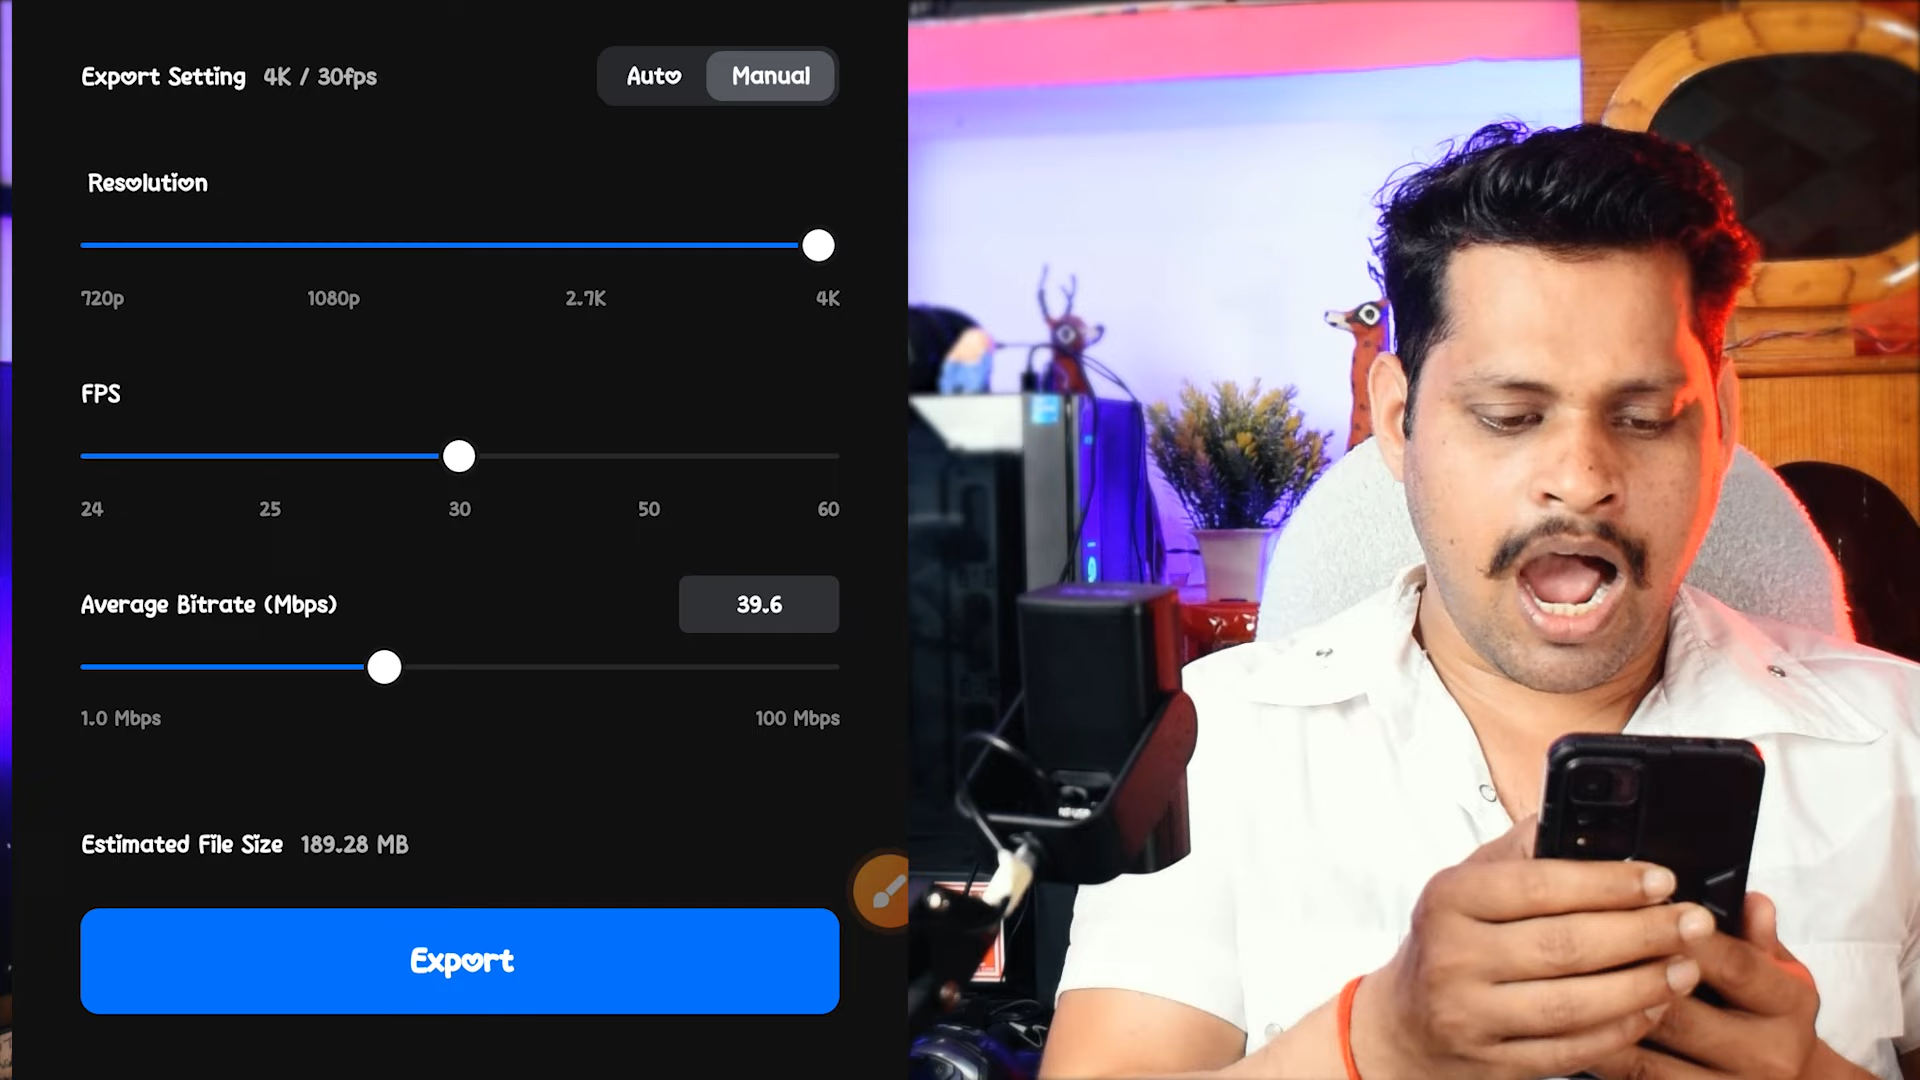 Export Setting 4K / 30fps
Auto Manual
Resolution
720p 1080p 2.7K 4K
FPS
24 25 30 50 60
Average Bitrate (Mbps) 39.6
1.0 Mbps 100 Mbps
Estimated File Size 189.28 MB
Export